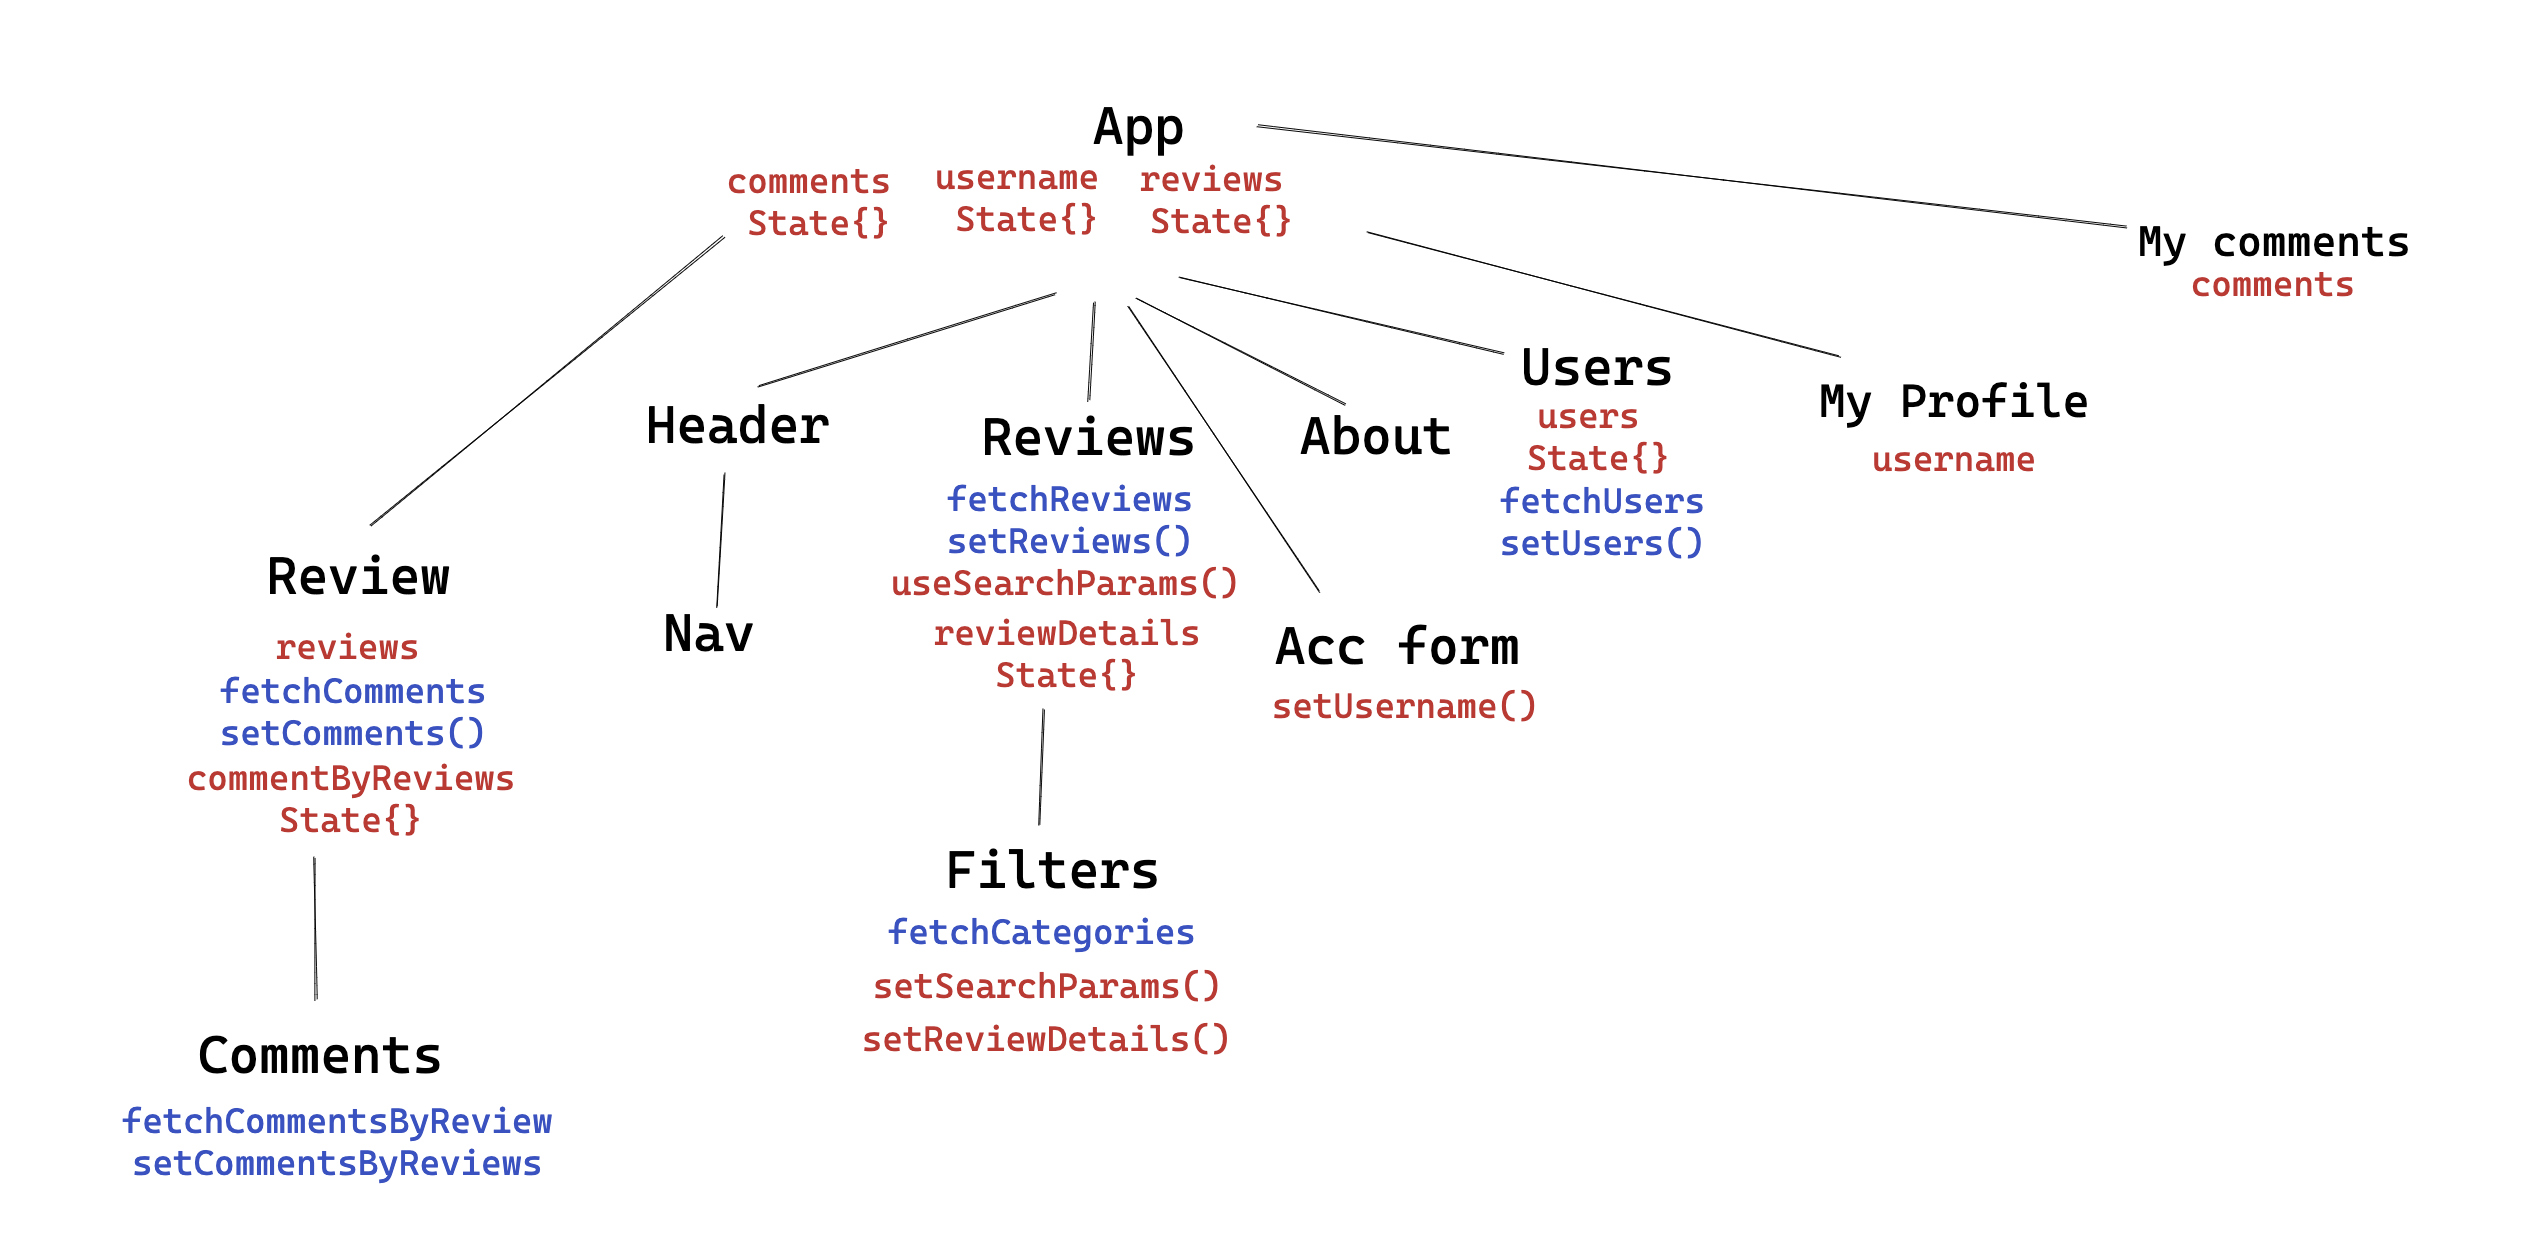 App
comments
State{}
username
State{}
reviews
State{}
My comments
comments
Users
users
State{}
fetchUsers
setUsers()
My Profile
username
Header
Reviews
fetchReviews
setReviews()
useSearchParams()
reviewDetails
State{}
About
Review
reviews
fetchComments
setComments()
commentByReviews
State{}
Nav
Acc form
setUsername()
Filters
fetchCategories
setSearchParams()
setReviewDetails()
Comments
fetchCommentsByReview
setCommentsByReviews